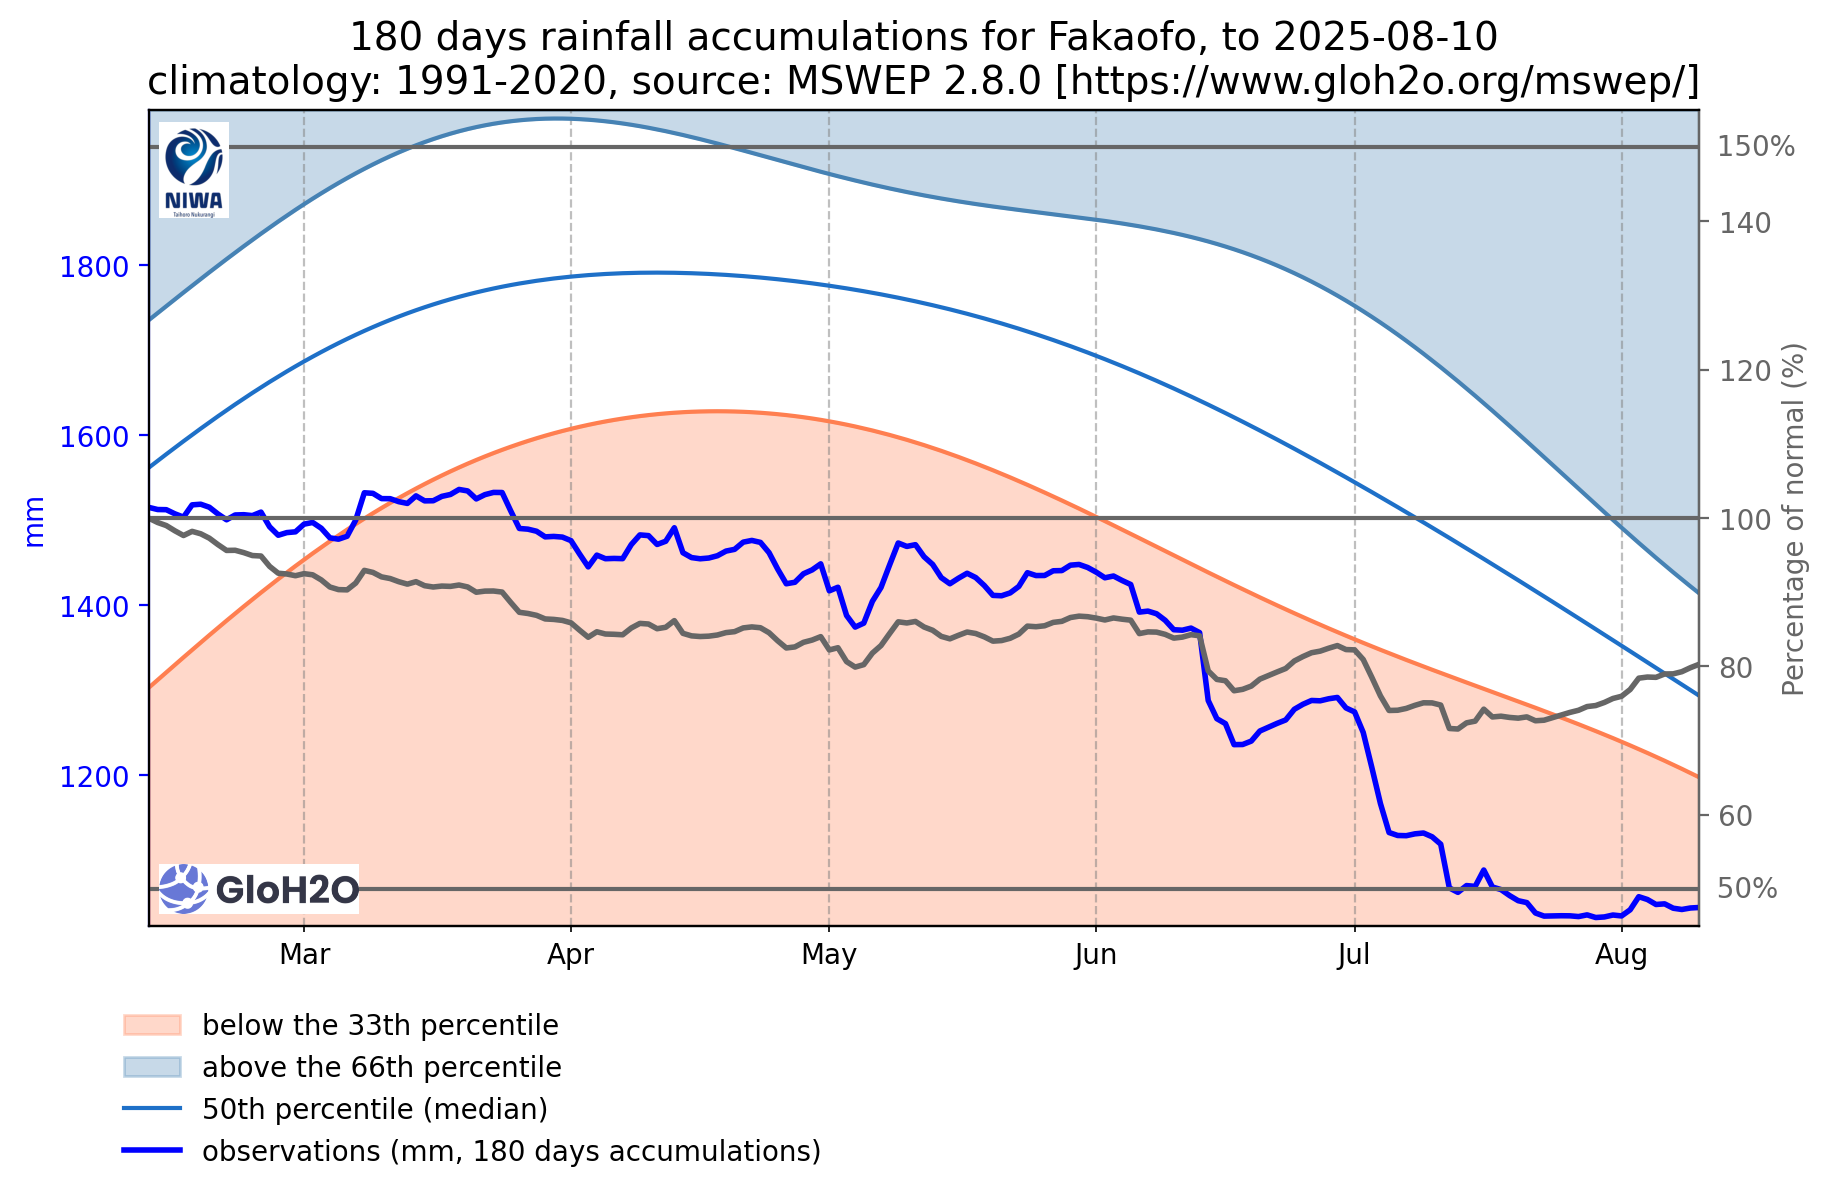 180 days rainfall accumulations for Fakaofo, to 2025-08-10
climatology: 1991-2020, source: MSWEP 2.8.0 [https://www.gloh2o.org/mswep/]
NIWA
Taihoro Nukurangi
1800
1600
1400
1200
mm
150%
140
120
100
80
60
50%
Percentage of normal (%)
GloH2O
Mar
Apr
May
Jun
Jul
Aug
below the 33th percentile
above the 66th percentile
50th percentile (median)
observations (mm, 180 days accumulations)